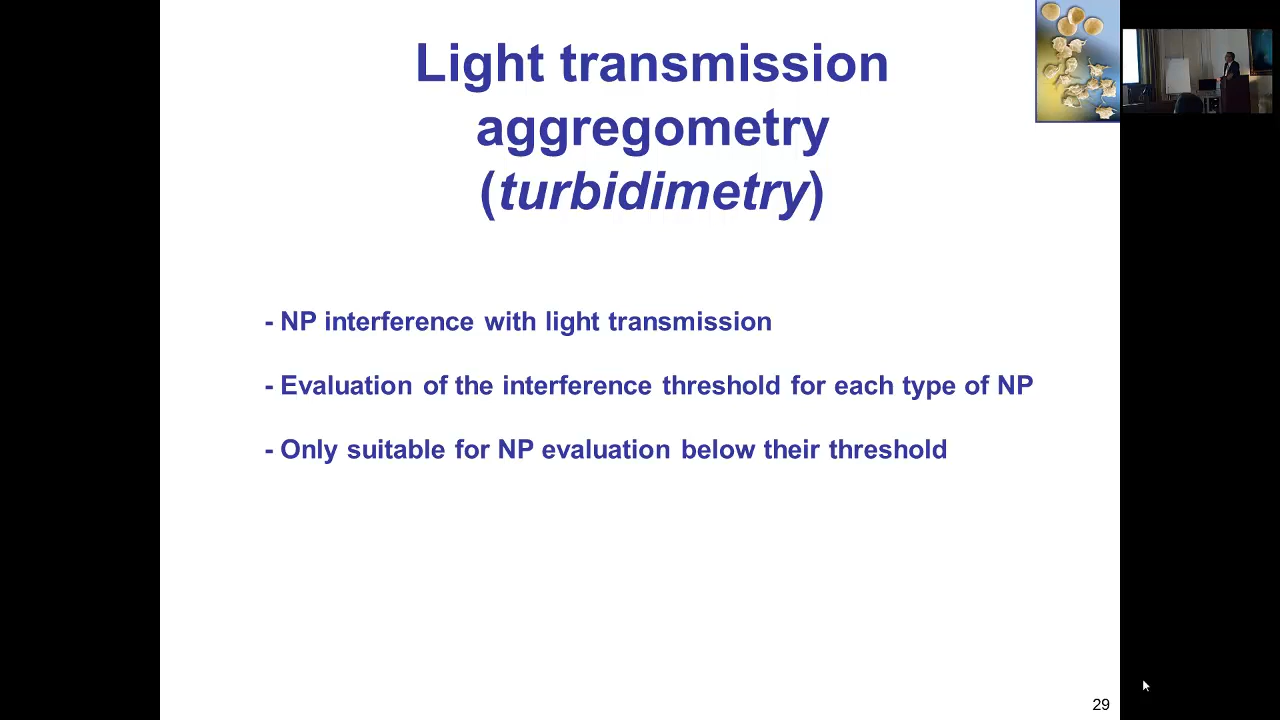 Light transmission
aggregometry
(turbidimetry)
- NP interference with light transmission
- Evaluation of the interference threshold for each type of NP
- Only suitable for NP evaluation below their threshold
29